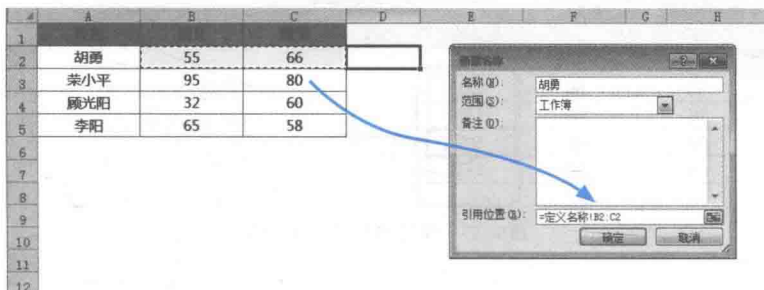 A B C D E F G H
1
2 胡勇 55 66
3 荣小平 95 80
4 顾光阳 32 60
5 李阳 65 58
6
7
8
9
10
11
12
名称(N): 胡勇
范围(S): 工作簿
备注(O):
引用位置(R): =定义名称!B2:C2
确定 取消